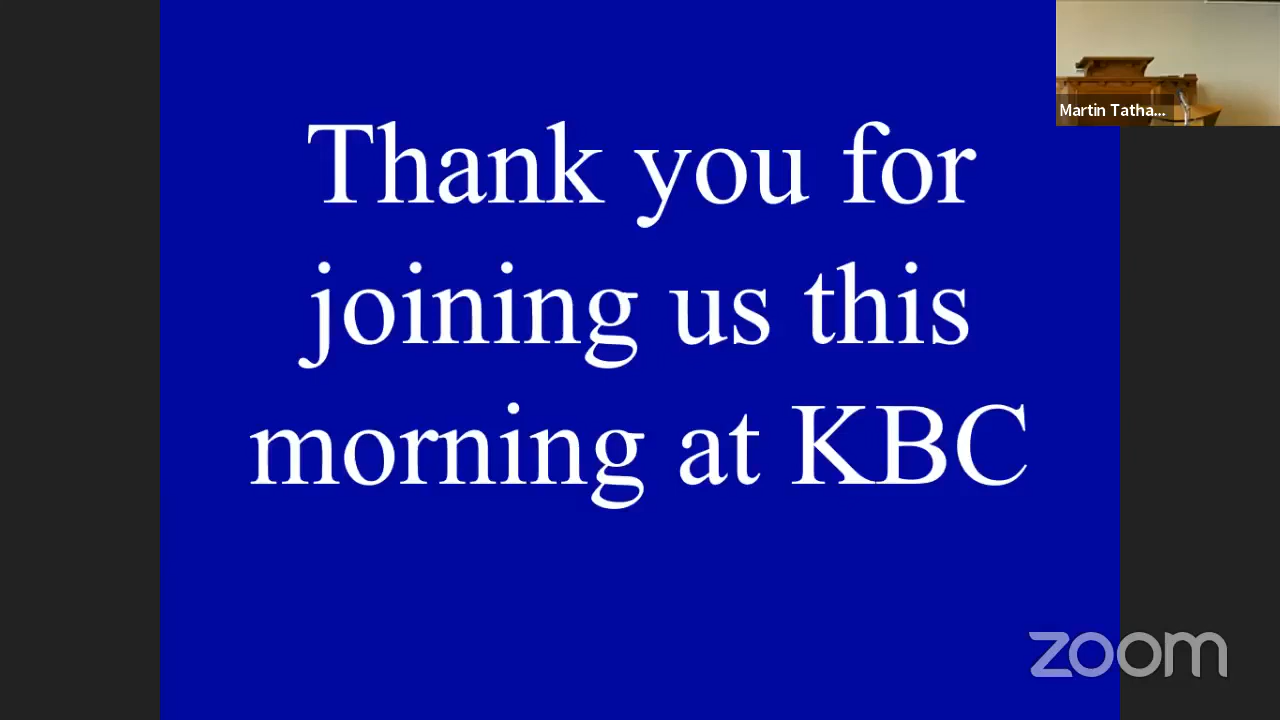 Martin Tatha...
Thank you for
joining us this
morning at KBC
zoom